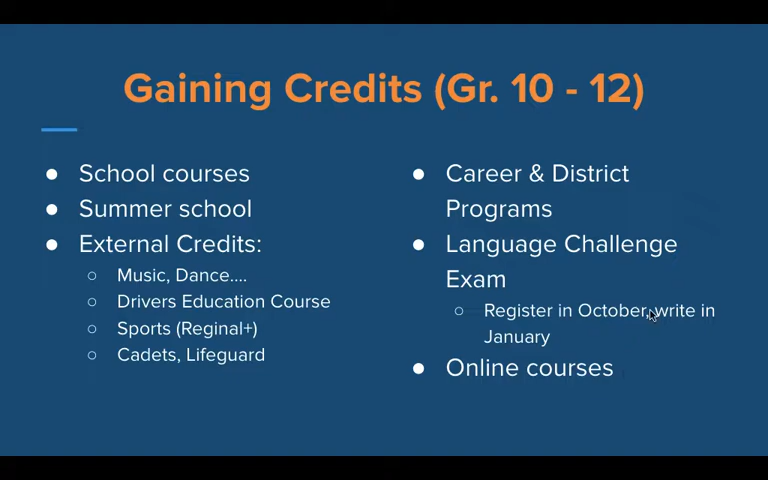 Gaining Credits (Gr. 10 - 12)
● School courses
● Summer school
● External Credits:
○ Music, Dance....
○ Drivers Education Course
○ Sports (Reginal+)
○ Cadets, Lifeguard
● Career & District
Programs
● Language Challenge
Exam
○ Register in October, write in
January
● Online courses